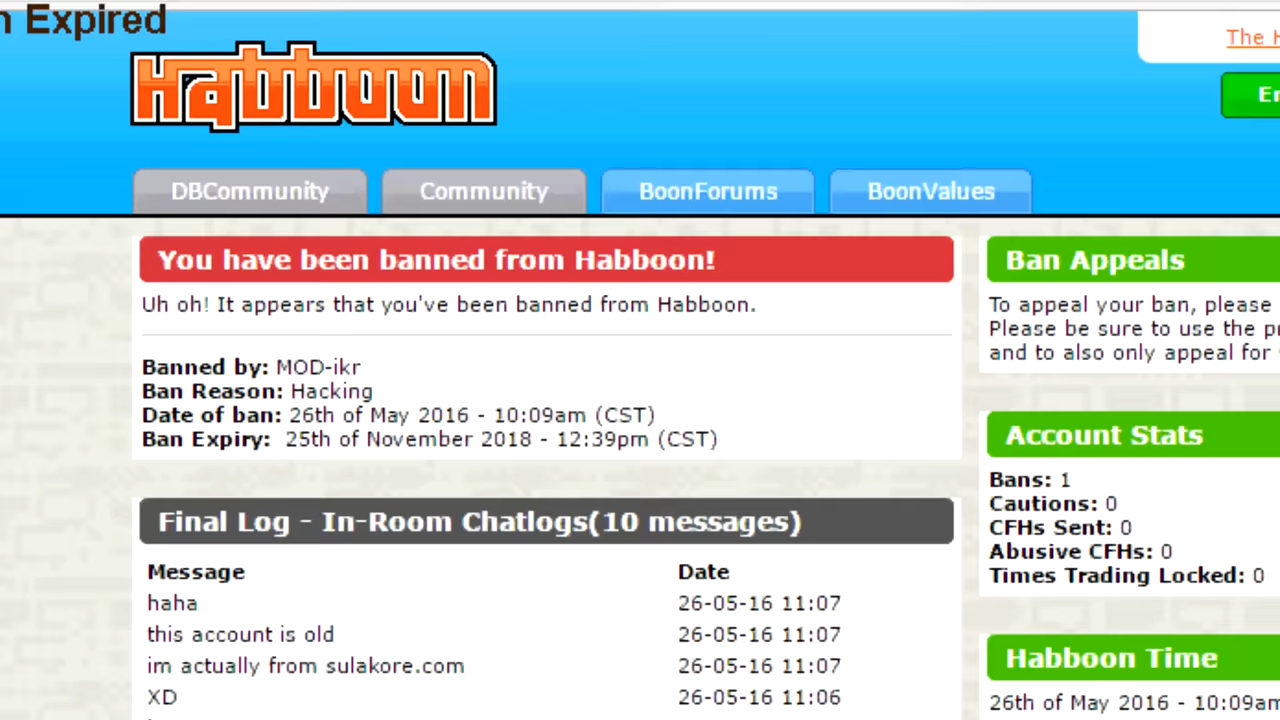 Expired
Habboon
The
DBCommunity
Community
BoonForums
BoonValues
You have been banned from Habboon!
Uh oh! It appears that you've been banned from Habboon.
Banned by: MOD-ikr
Ban Reason: Hacking
Date of ban: 26th of May 2016 - 10:09am (CST)
Ban Expiry: 25th of November 2018 - 12:39pm (CST)
Final Log - In-Room Chatlogs(10 messages)
Message Date
haha 26-05-16 11:07
this account is old 26-05-16 11:07
im actually from sulakore.com 26-05-16 11:07
XD 26-05-16 11:06
Ban Appeals
To appeal your ban, please
Please be sure to use the
and to also only appeal for
Account Stats
Bans: 1
Cautions: 0
CFHs Sent: 0
Abusive CFHs: 0
Times Trading Locked: 0
Habboon Time
26th of May 2016 - 10:09am